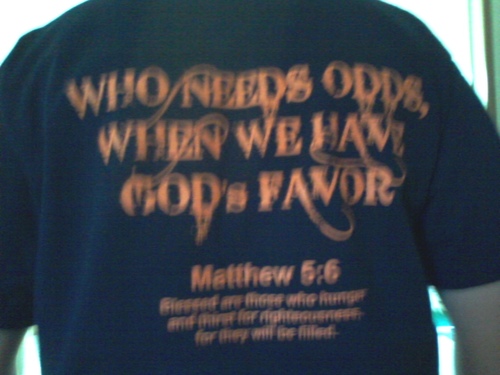 WHO NEEDS ODDS,
WHEN WE HAVE
GOD's FAVOR
Matthew 5:6
Blessed are those who hunger
and thirst for righteousness:
for they will be filled.